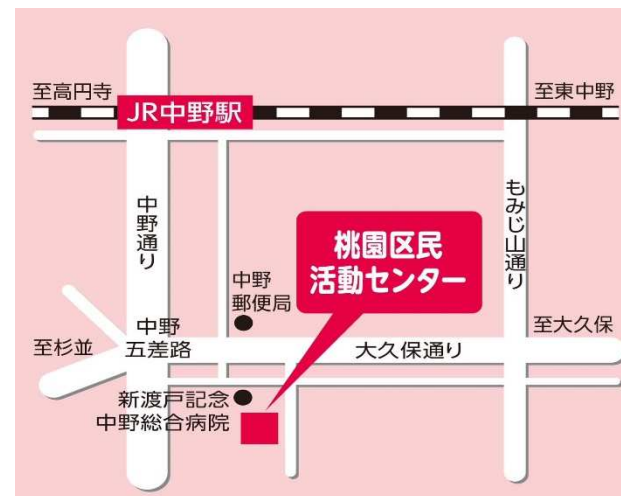 至高円寺
至東中野
JR中野駅
中野通り
もみじ山通り
桃園区民
活動センター
中野
郵便局
至杉並
中野
五差路
大久保通り
至大久保
新渡戸記念
中野総合病院